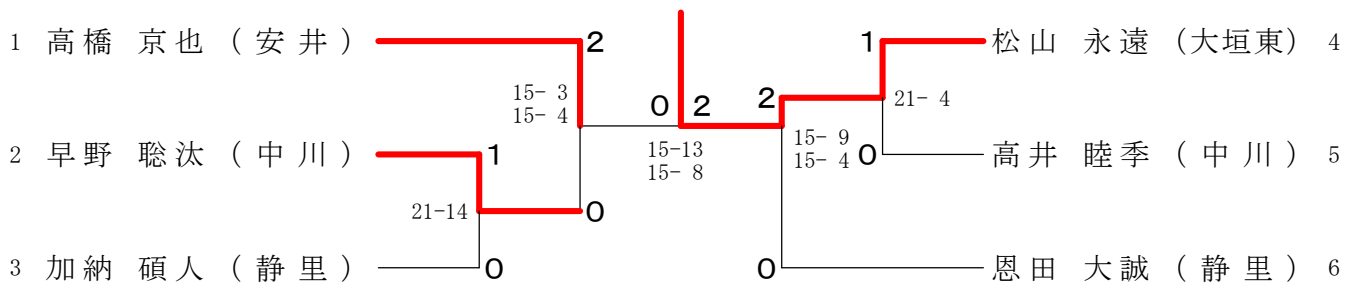 1 高橋 京也 (安井) 2
15- 3
15- 4
2 早野 聡汰 (中川) 1
21-14 0
3 加納 碩人 (静里) 0
0 2
15-13
15- 8
1 松山 永遠 (大垣東) 4
2 21- 4
15- 9
15- 4
0 高井 睦季 (中川) 5
0 恩田 大誠 (静里) 6